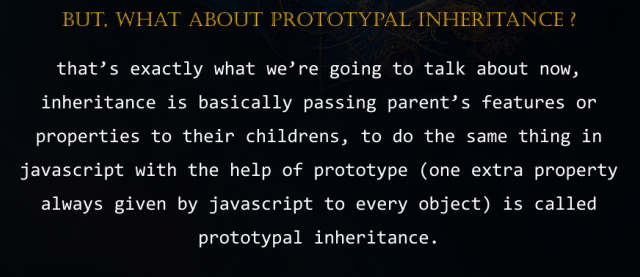 BUT, WHAT ABOUT PROTOTYPAL INHERITANCE ?
that’s exactly what we’re going to talk about now,
inheritance is basically passing parent’s features or
properties to their childrens, to do the same thing in
javascript with the help of prototype (one extra property
always given by javascript to every object) is called
prototypal inheritance.